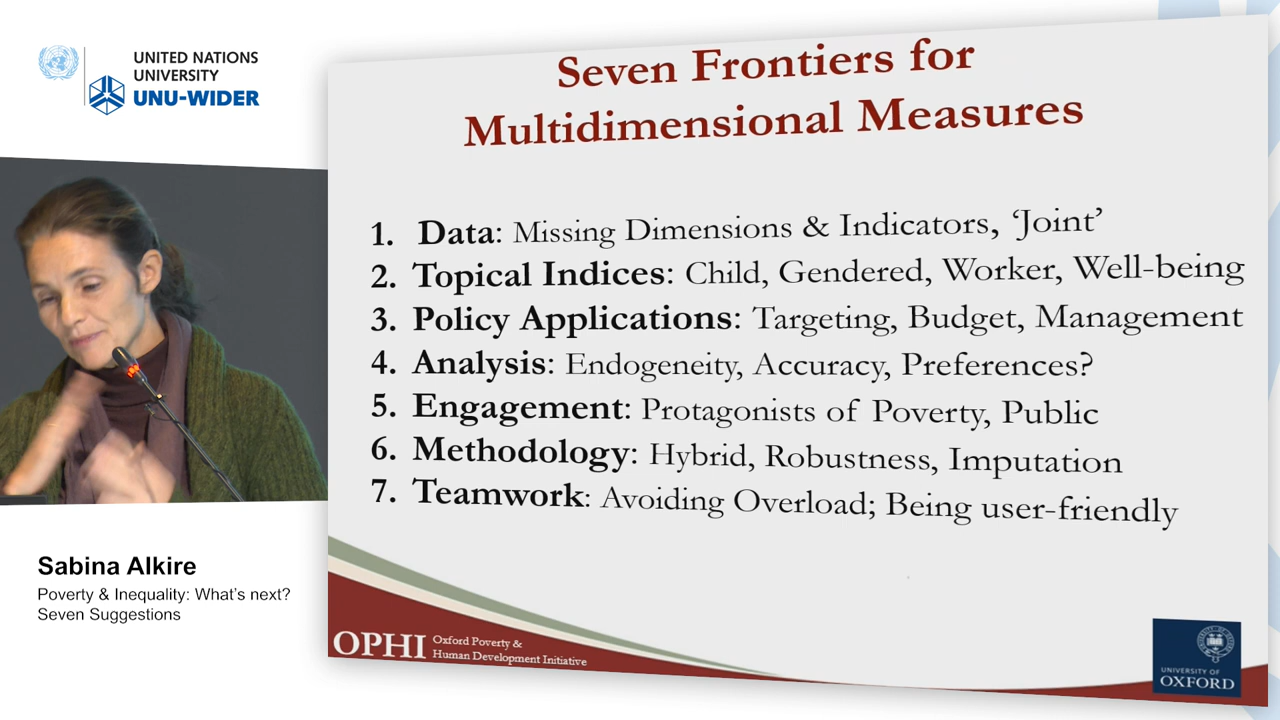 UNITED NATIONS
UNIVERSITY
UNU-WIDER
Seven Frontiers for
Multidimensional Measures
1. Data: Missing Dimensions & Indicators, ‘Joint’
2. Topical Indices: Child, Gendered, Worker, Well-being
3. Policy Applications: Targeting, Budget, Management
4. Analysis: Endogeneity, Accuracy, Preferences?
5. Engagement: Protagonists of Poverty, Public
6. Methodology: Hybrid, Robustness, Imputation
7. Teamwork: Avoiding Overload; Being user-friendly
Sabina Alkire
Poverty & Inequality: What’s next?
Seven Suggestions
OPHI
Oxford Poverty &
Human Development Initiative
UNIVERSITY OF
OXFORD